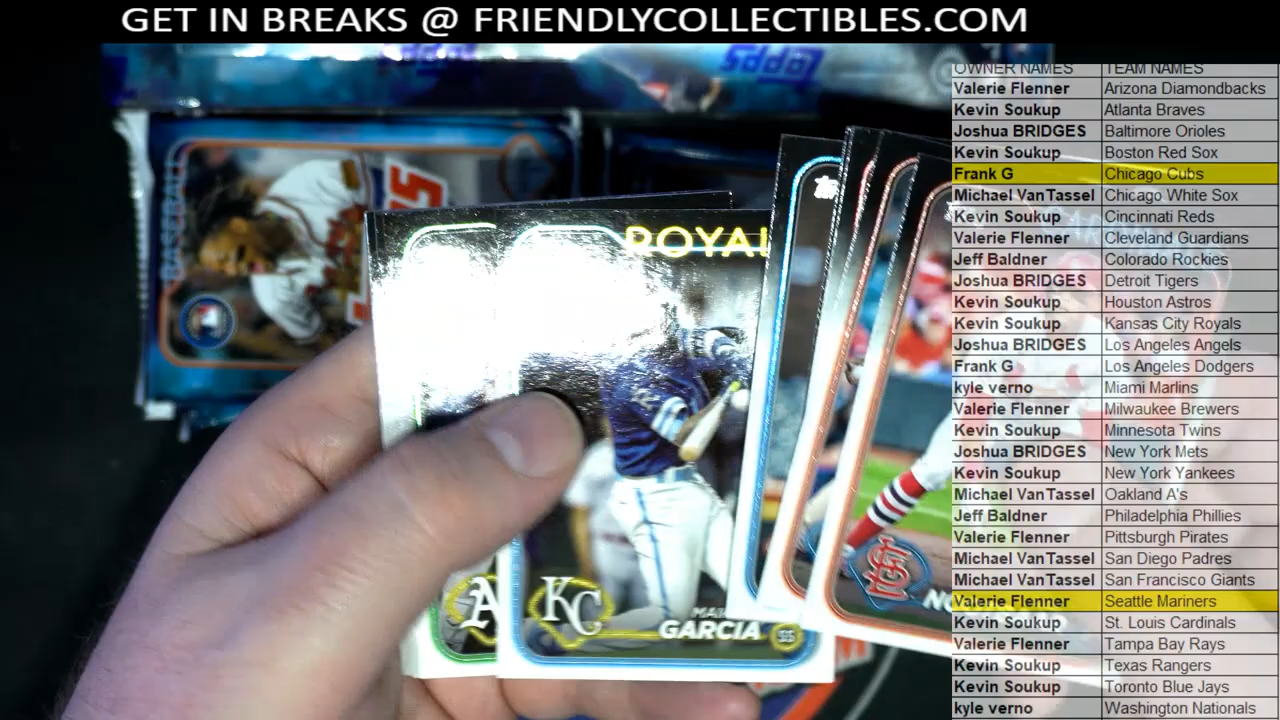 GET IN BREAKS @ FRIENDLYCOLLECTIBLES.COM
Topps
BASEBALL
ROYAL
KC
A
GARCIA
OWNER NAMES TEAM NAMES
Valerie Flenner Arizona Diamondbacks
Kevin Soukup Atlanta Braves
Joshua BRIDGES Baltimore Orioles
Kevin Soukup Boston Red Sox
Frank G Chicago Cubs
Michael VanTassel Chicago White Sox
Kevin Soukup Cincinnati Reds
Valerie Flenner Cleveland Guardians
Jeff Baldner Colorado Rockies
Joshua BRIDGES Detroit Tigers
Kevin Soukup Houston Astros
Kevin Soukup Kansas City Royals
Joshua BRIDGES Los Angeles Angels
Frank G Los Angeles Dodgers
kyle verno Miami Marlins
Valerie Flenner Milwaukee Brewers
Kevin Soukup Minnesota Twins
Joshua BRIDGES New York Mets
Kevin Soukup New York Yankees
Michael VanTassel Oakland A's
Jeff Baldner Philadelphia Phillies
Valerie Flenner Pittsburgh Pirates
Michael VanTassel San Diego Padres
Michael VanTassel San Francisco Giants
Valerie Flenner Seattle Mariners
Kevin Soukup St. Louis Cardinals
Valerie Flenner Tampa Bay Rays
Kevin Soukup Texas Rangers
Kevin Soukup Toronto Blue Jays
kyle verno Washington Nationals